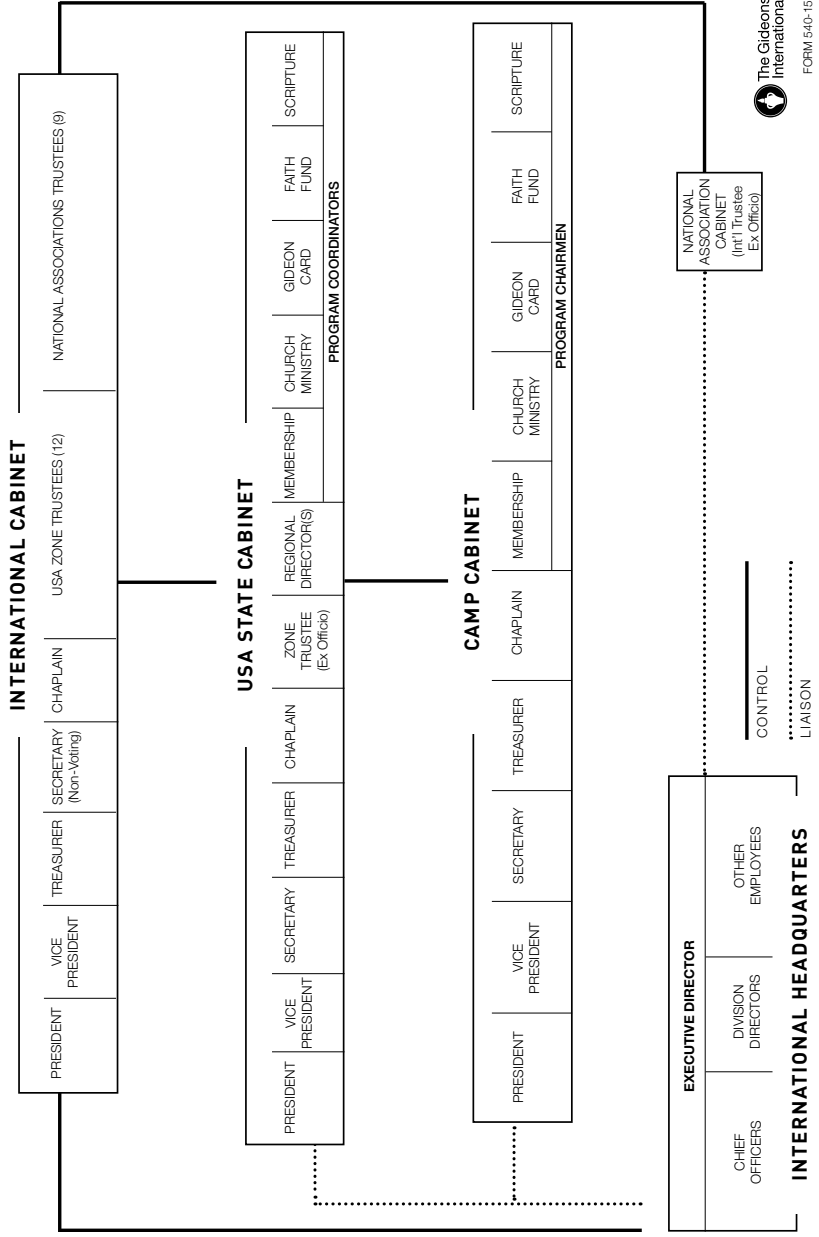 INTERNATIONAL CABINET
PRESIDENT
VICE
PRESIDENT
TREASURER
SECRETARY
(Non-Voting)
CHAPLAIN
USA ZONE TRUSTEES (12)
NATIONAL ASSOCIATIONS TRUSTEES (9)
USA STATE CABINET
PRESIDENT
VICE
PRESIDENT
SECRETARY
TREASURER
CHAPLAIN
ZONE
TRUSTEE
(Ex Officio)
REGIONAL
DIRECTOR(S)
MEMBERSHIP
CHURCH
MINISTRY
GIDEON
CARD
FAITH
FUND
SCRIPTURE
PROGRAM COORDINATORS
CAMP CABINET
PRESIDENT
VICE
PRESIDENT
SECRETARY
TREASURER
CHAPLAIN
MEMBERSHIP
CHURCH
MINISTRY
GIDEON
CARD
FAITH
FUND
SCRIPTURE
PROGRAM CHAIRMEN
EXECUTIVE DIRECTOR
CHIEF
OFFICERS
DIVISION
DIRECTORS
OTHER
EMPLOYEES
INTERNATIONAL HEADQUARTERS
CONTROL
LIAISON
NATIONAL
ASSOCIATION
CABINET
(Int'l Trustee
Ex Officio)
The Gideons
International
FORM 540-15